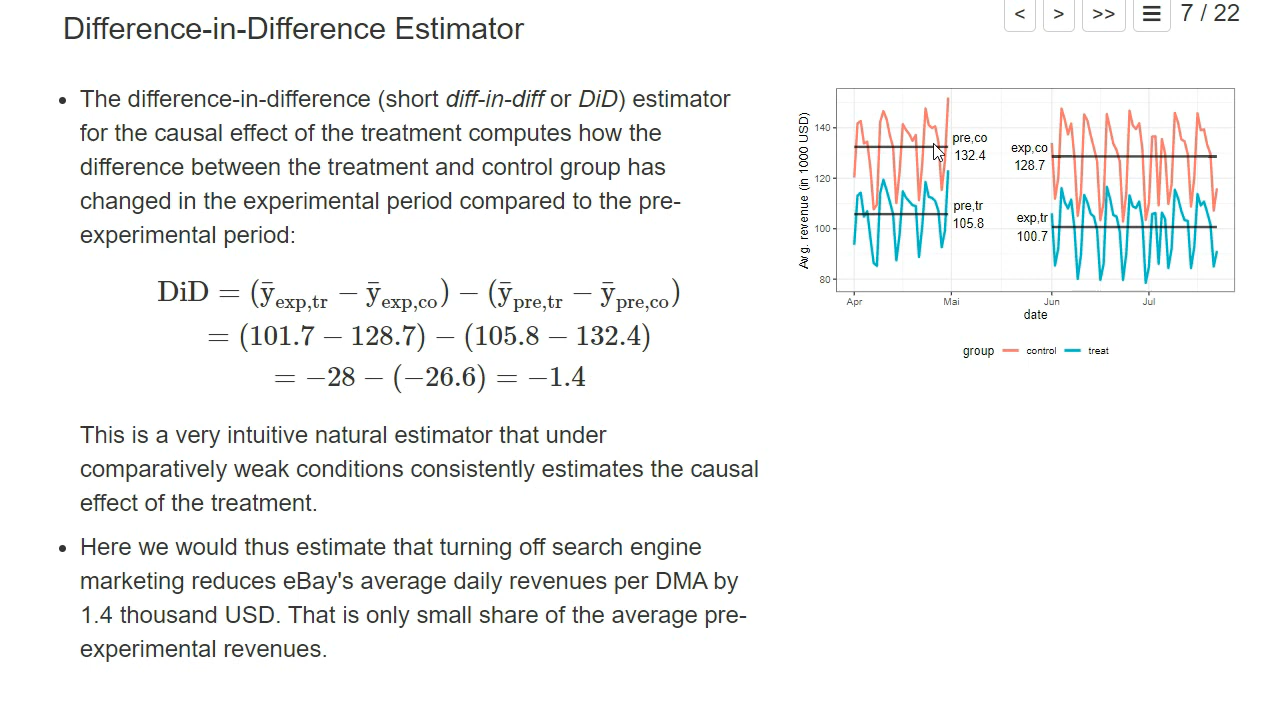 Difference-in-Difference Estimator
< > >> ☰ 7 / 22
• The difference-in-difference (short diff-in-diff or DiD) estimator
for the causal effect of the treatment computes how the
difference between the treatment and control group has
changed in the experimental period compared to the pre-
experimental period:
DiD = (ȳexp,tr − ȳexp,co) − (ȳpre,tr − ȳpre,co)
= (101.7 − 128.7) − (105.8 − 132.4)
= −28 − (−26.6) = −1.4
This is a very intuitive natural estimator that under
comparatively weak conditions consistently estimates the causal
effect of the treatment.
• Here we would thus estimate that turning off search engine
marketing reduces eBay's average daily revenues per DMA by
1.4 thousand USD. That is only small share of the average pre-
experimental revenues.
Avg. revenue (in 1000 USD)
140
120
100
80
pre,co
132.4
pre,tr
105.8
exp,co
128.7
exp,tr
100.7
Apr Mai Jun Jul
date
group control treat